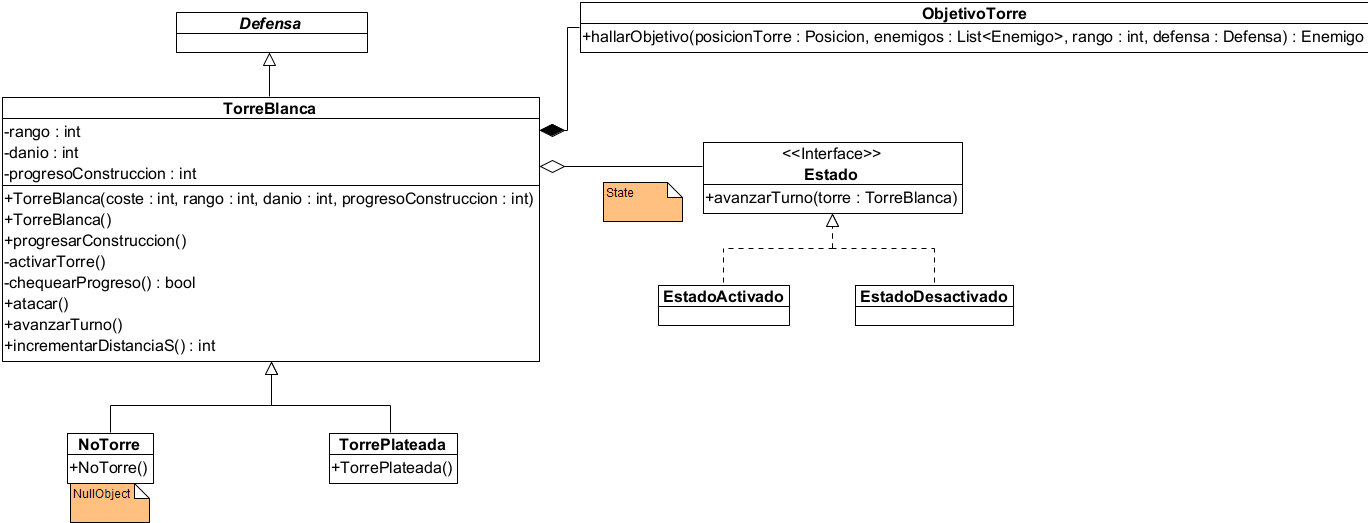 Defensa
ObjetivoTorre
+hallarObjetivo(posicionTorre : Posicion, enemigos : List<Enemigo>, rango : int, defensa : Defensa) : Enemigo
TorreBlanca
-rango : int
-danio : int
-progresoConstruccion : int
+TorreBlanca(coste : int, rango : int, danio : int, progresoConstruccion : int)
+TorreBlanca()
+progresarConstruccion()
-activarTorre()
-chequearProgreso() : bool
+atacar()
+avanzarTurno()
+incrementarDistanciaS() : int
<<Interface>>
Estado
+avanzarTurno(torre : TorreBlanca)
State
EstadoActivado
EstadoDesactivado
NoTorre
+NoTorre()
NullObject
TorrePlateada
+TorrePlateada()